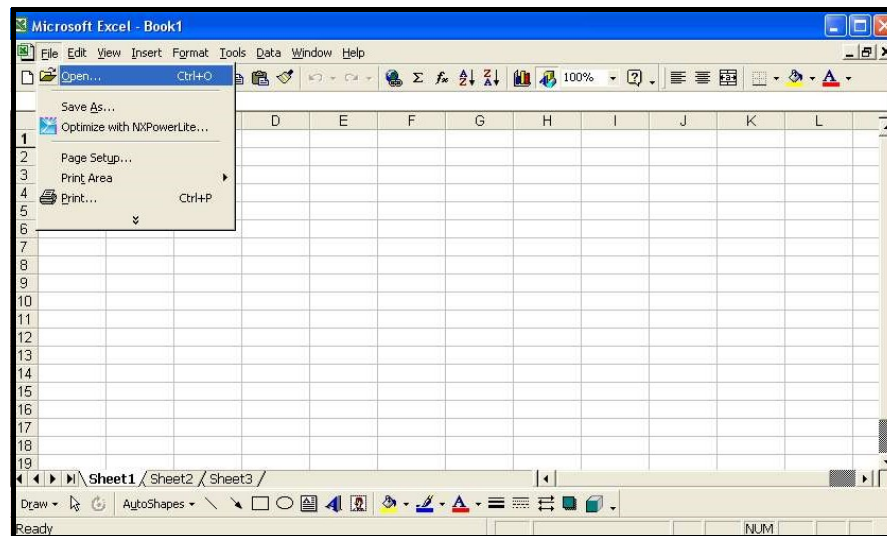 Microsoft Excel - Book1
File Edit View Insert Format Tools Data Window Help
Open... Ctrl+O
100%
Save As...
Optimize with NXPowerLite...
Page Setup...
Print Area
Print... Ctrl+P
D E F G H I J K L
1
2
3
4
5
6
7
8
9
10
11
12
13
14
15
16
17
18
19
Sheet1 Sheet2 Sheet3
Draw AutoShapes
Ready NUM